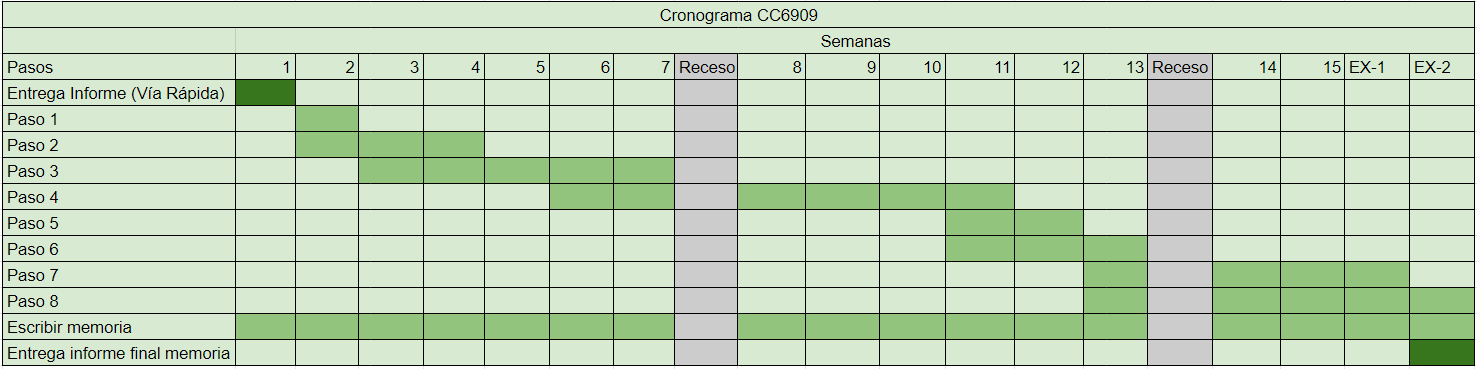 Cronograma CC6909
Semanas
Pasos 1 2 3 4 5 6 7 Receso 8 9 10 11 12 13 Receso 14 15 EX-1 EX-2
Entrega Informe (Vía Rápida)
Paso 1
Paso 2
Paso 3
Paso 4
Paso 5
Paso 6
Paso 7
Paso 8
Escribir memoria
Entrega informe final memoria